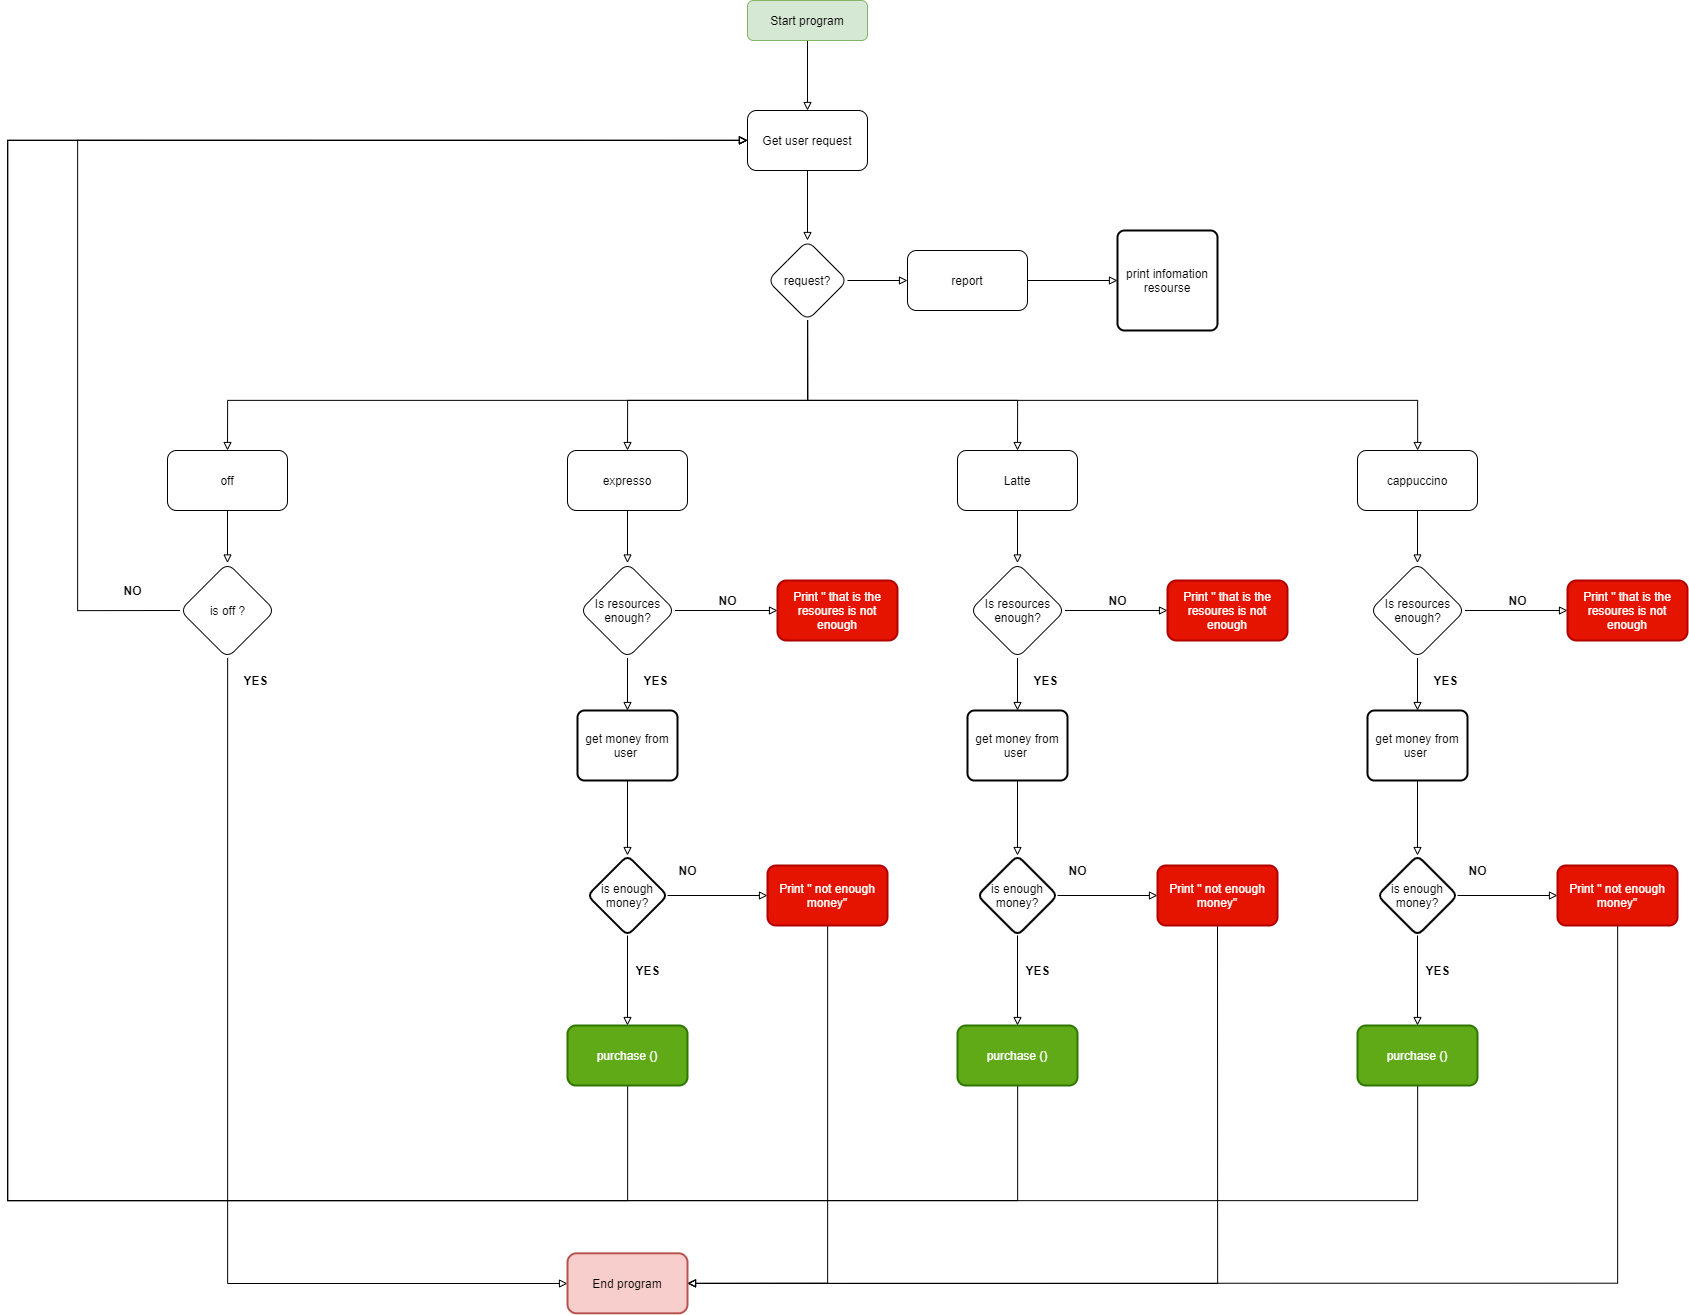 Start program
Get user request
request?
report
print infomation
resourse
off
expresso
Latte
cappuccino
NO
is off ?
YES
Is resources
enough?
NO
Print " that is the
resoures is not
enough
Is resources
enough?
NO
Print " that is the
resoures is not
enough
Is resources
enough?
NO
Print " that is the
resoures is not
enough
YES
YES
YES
get money from
user
get money from
user
get money from
user
is enough
money?
NO
Print " not enough
money"
is enough
money?
NO
Print " not enough
money"
is enough
money?
NO
Print " not enough
money"
YES
YES
YES
purchase ()
purchase ()
purchase ()
End program